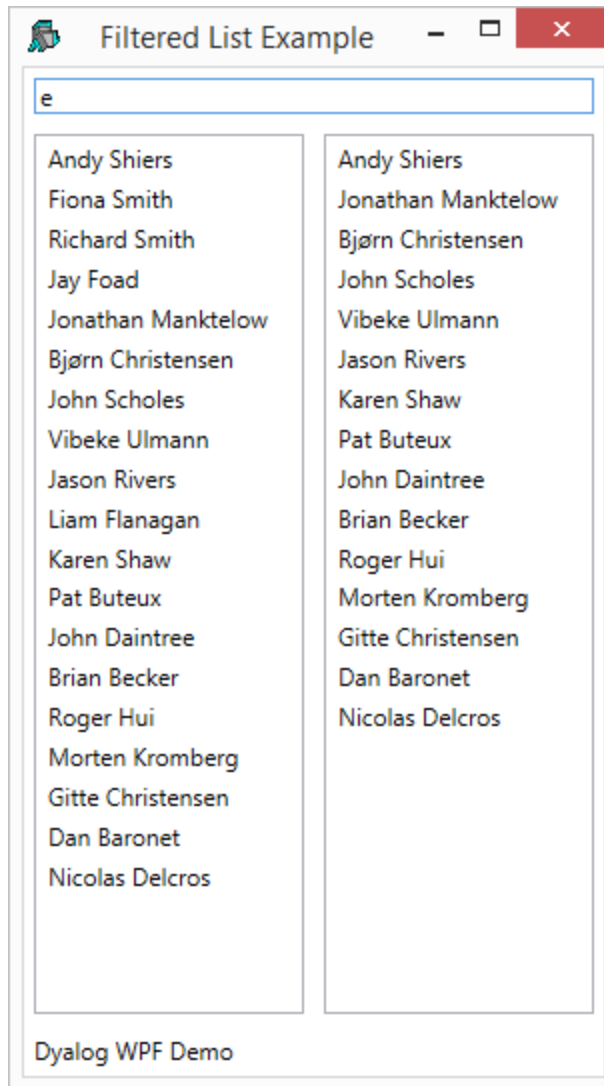 Filtered List Example
e
Andy Shiers
Fiona Smith
Richard Smith
Jay Foad
Jonathan Manktelow
Bjørn Christensen
John Scholes
Vibeke Ulmann
Jason Rivers
Liam Flanagan
Karen Shaw
Pat Buteux
John Daintree
Brian Becker
Roger Hui
Morten Kromberg
Gitte Christensen
Dan Baronet
Nicolas Delcros
Andy Shiers
Jonathan Manktelow
Bjørn Christensen
John Scholes
Vibeke Ulmann
Jason Rivers
Karen Shaw
Pat Buteux
John Daintree
Brian Becker
Roger Hui
Morten Kromberg
Gitte Christensen
Dan Baronet
Nicolas Delcros
Dyalog WPF Demo